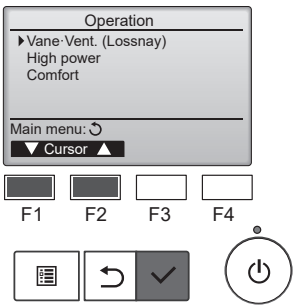 Operation
Vane·Vent. (Lossnay)
High power
Comfort
Main menu:
Cursor
F1 F2 F3 F4